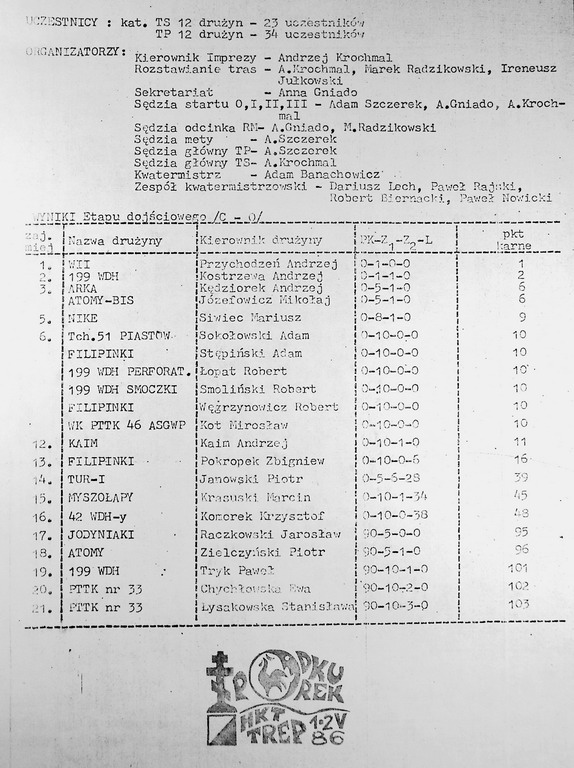 UCZESTNICY : kat. TS 12 drużyn - 23 uczestników
TP 12 drużyn - 34 uczestników
ORGANIZATORZY:
Kierownik Imprezy - Andrzej Krochmal
Rozstawianie tras - A.Krochmal, Marek Radzikowski, Ireneusz
Jułkowski
Sekretariat - Anna Gniado
Sędzia startu O,I,II,III - Adam Szczerek, A.Gniado, A.Kroch-
mal
Sędzia odcinka RM- A.Gniado, M.Radzikowski
Sędzia mety - A.Szczerek
Sędzia główny TP- A.Szczerek
Sędzia główny TS- A.Krochmal
Kwatermistrz - Adam Banachowicz
Zespół kwatermistrzowski - Dariusz Lech, Paweł Rajski,
Robert Biernacki, Paweł Nowicki
WYNIKI Etapu dojściowego /C - O/
zaj. miej. Nazwa drużyny Kierownik drużyny PK-Z1-Z2-L pkt karne
1. WII Przychodzeń Andrzej 0-1-0-0 1
2. 199 WDH Kostrzewa Andrzej 0-1-1-0 2
3. ARKA Kędziorek Andrzej 0-5-1-0 6
ATOMY-BIS Józefowicz Mikołaj 0-5-1-0 6
5. NIKE Siwiec Mariusz 0-8-1-0 9
6. Tch.51 PIASTÓW Sokołowski Adam 0-10-0-0 10
FILIPINKI Stępiński Adam 0-10-0-0 10
199 WDH PERFORAT. Łopat Robert 0-10-0-0 10
199 WDH SMOCZKI Smoliński Robert 0-10-0-0 10
FILIPINKI Węgrzynowicz Robert 0-10-0-0 10
WK PTTK 46 ASGWP Kot Mirosław 0-10-0-0 10
12. KAIM Kaim Andrzej 0-10-1-0 11
13. FILIPINKI Pokropek Zbigniew 0-10-0-6 16
14. TUR-I Janowski Piotr 0-5-6-28 39
15. MYSZOŁAPY Krasuski Marcin 0-10-1-34 45
16. 42 WDH-y Komorek Krzysztof 0-10-0-38 48
17. JODYNIAKI Raczkowski Jarosław 90-5-0-0 95
18. ATOMY Zielczyński Piotr 90-5-1-0 96
19. 199 WDH Tryk Paweł 90-10-1-0 101
20. PTTK nr 33 Chychłowska Ewa 90-10-2-0 102
21. PTTK nr 33 Łysakowska Stanisława 90-10-3-0 103
PODKUREK
HKT
TREP
1-2V
86